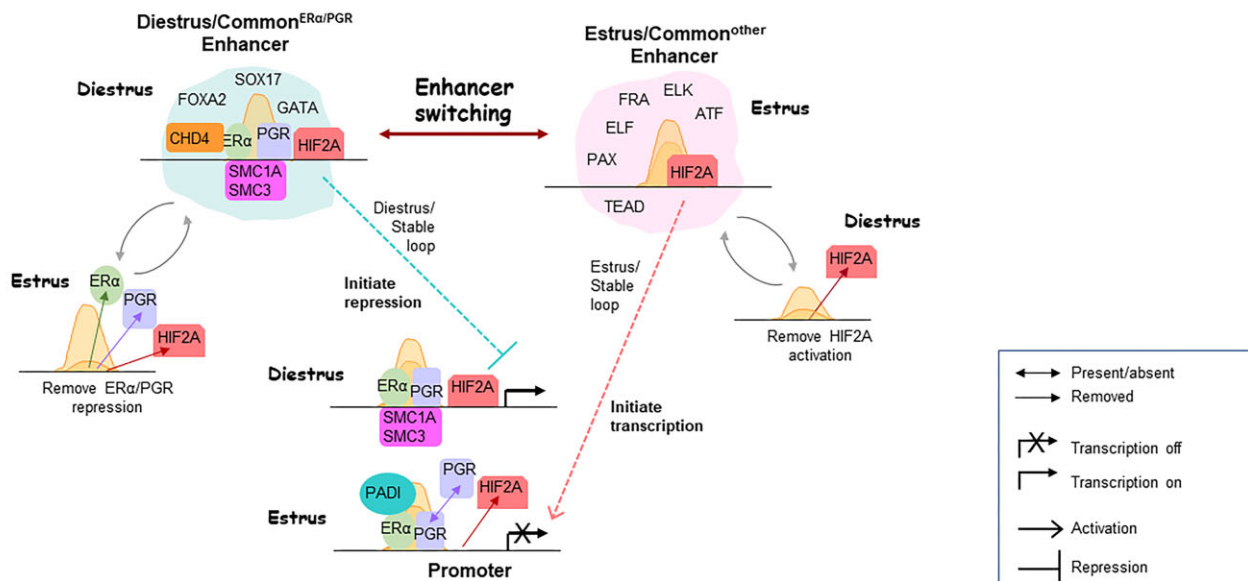 Diestrus/Common^ERα/PGR
Enhancer
Diestrus
SOX17
FOXA2
GATA
CHD4
ERα
PGR
HIF2A
SMC1A
SMC3
Enhancer
switching
Estrus/Common^other
Enhancer
Estrus
ELK
FRA
ATF
ELF
PAX
HIF2A
TEAD
Diestrus/
Stable
loop
Initiate
repression
Estrus/
Stable
loop
Initiate
transcription
Estrus
ERα
PGR
HIF2A
Remove ERα/PGR
repression
Diestrus
HIF2A
Remove HIF2A
activation
Diestrus
ERα
PGR
HIF2A
SMC1A
SMC3
Estrus
PADI
PGR
HIF2A
ERα
PGR
Promoter
Present/absent
Removed
Transcription off
Transcription on
Activation
Repression